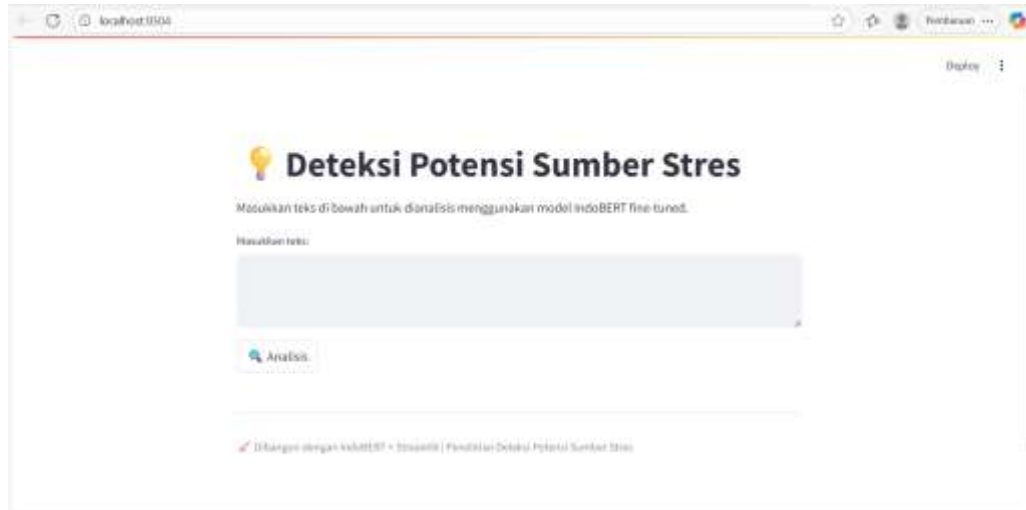 localhost:8504
Pembaruan ...
Deploy
Deteksi Potensi Sumber Stres
Masukkan teks di bawah untuk dianalisis menggunakan model IndoBERT fine-tuned.
Masukkan teks:
Analisis
Dibangun dengan IndoBERT + Streamlit | Penelitian Deteksi Potensi Sumber Stres